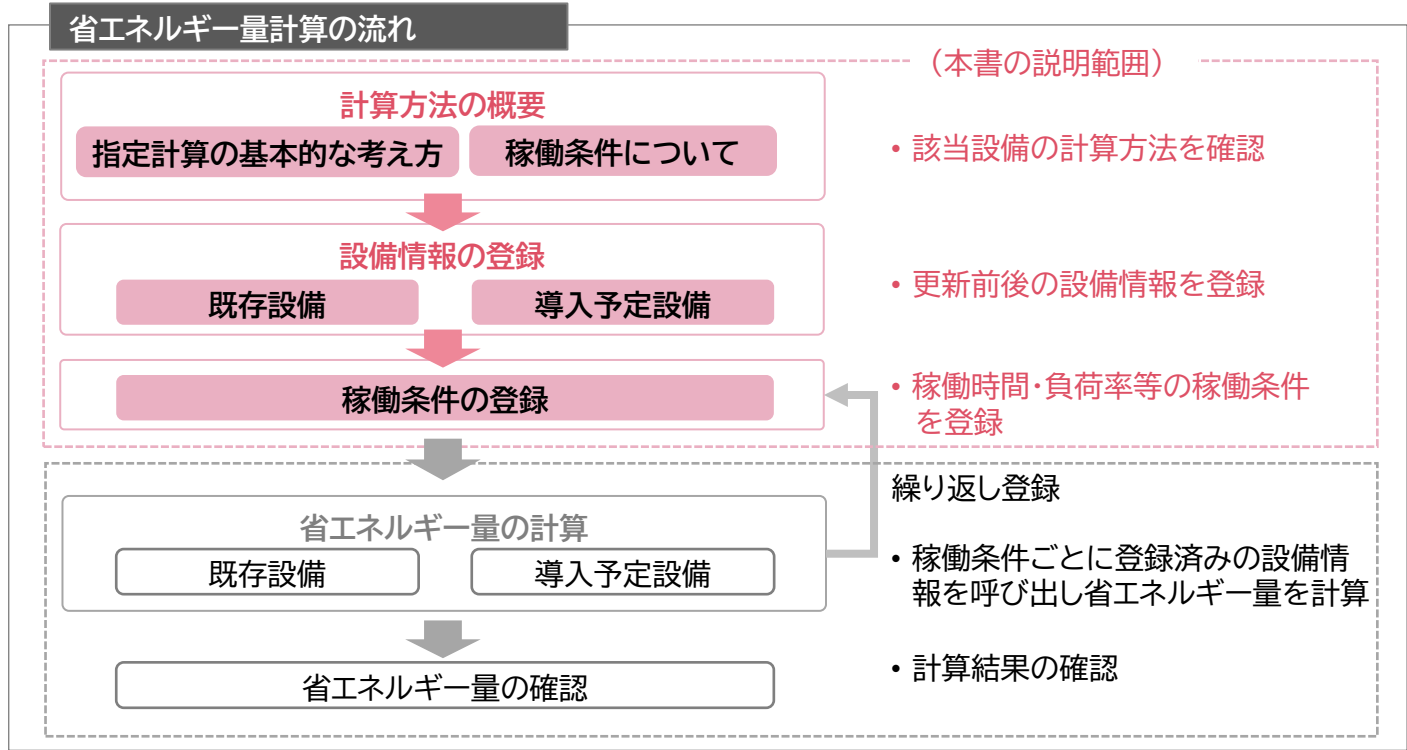 省エネルギー量計算の流れ
（本書の説明範囲）
計算方法の概要
指定計算の基本的な考え方
稼働条件について
• 該当設備の計算方法を確認
設備情報の登録
既存設備
導入予定設備
• 更新前後の設備情報を登録
稼働条件の登録
• 稼働時間･負荷率等の稼働条件
を登録
繰り返し登録
省エネルギー量の計算
既存設備
導入予定設備
• 稼働条件ごとに登録済みの設備情
報を呼び出し省エネルギー量を計算
省エネルギー量の確認
• 計算結果の確認